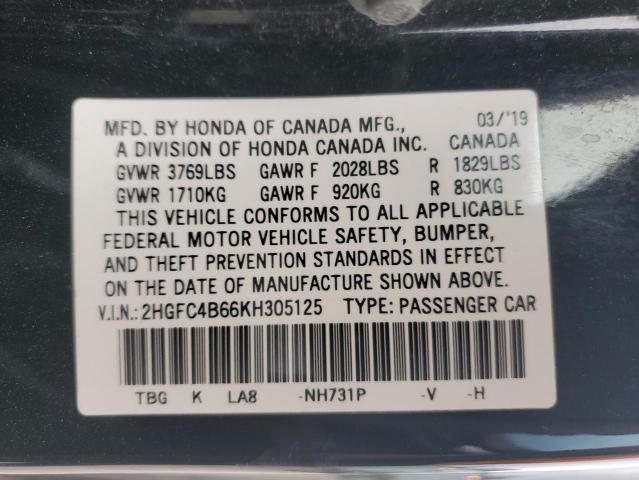 MFD. BY HONDA OF CANADA MFG., 03/'19
A DIVISION OF HONDA CANADA INC. CANADA
GVWR 3769LBS GAWR F 2028LBS R 1829LBS
GVWR 1710KG GAWR F 920KG R 830KG
THIS VEHICLE CONFORMS TO ALL APPLICABLE
FEDERAL MOTOR VEHICLE SAFETY, BUMPER,
AND THEFT PREVENTION STANDARDS IN EFFECT
ON THE DATE OF MANUFACTURE SHOWN ABOVE.
V.I.N.: 2HGFC4B66KH305125 TYPE: PASSENGER CAR
TBG K LA8 -NH731P -V -H